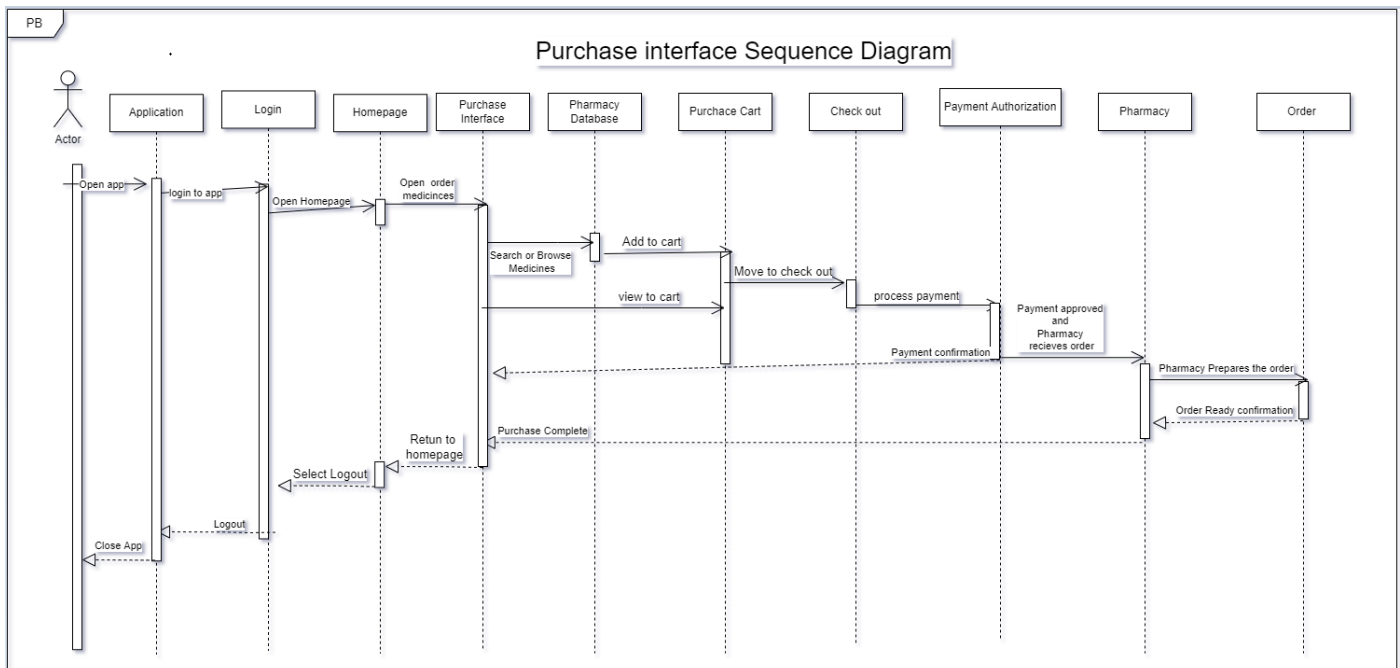 PB
Purchase interface Sequence Diagram
Actor
Application
Login
Homepage
Purchase
Interface
Pharmacy
Database
Purchace Cart
Check out
Payment Authorization
Pharmacy
Order
Open app
login to app
Open Homepage
Open order
medicinces
Search or Browse
Medicines
Add to cart
Move to check out
view to cart
process payment
Payment approved
and
Pharmacy
recieves order
Payment confirmation
Pharmacy Prepares the order
Order Ready confirmation
Purchase Complete
Retun to
homepage
Select Logout
Logout
Close App